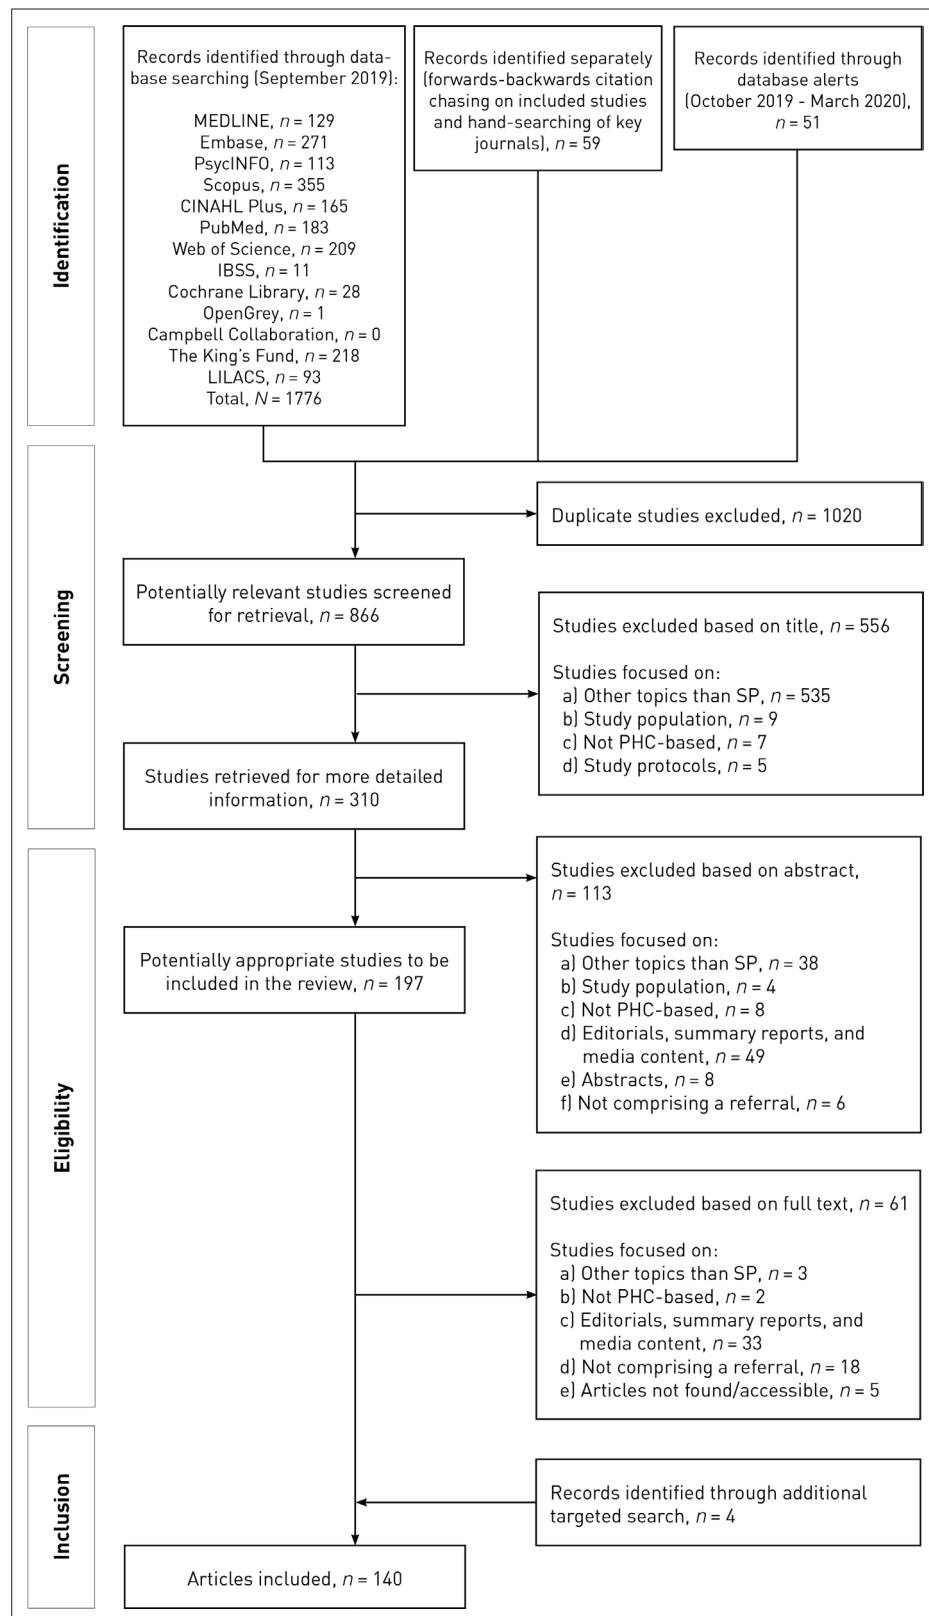 Identification
Records identified through data-
base searching (September 2019):
MEDLINE, n = 129
Embase, n = 271
PsycINFO, n = 113
Scopus, n = 355
CINAHL Plus, n = 165
PubMed, n = 183
Web of Science, n = 209
IBSS, n = 11
Cochrane Library, n = 28
OpenGrey, n = 1
Campbell Collaboration, n = 0
The King's Fund, n = 218
LILACS, n = 93
Total, N = 1776
Records identified separately
(forwards-backwards citation
chasing on included studies
and hand-searching of key
journals), n = 59
Records identified through
database alerts
(October 2019 - March 2020),
n = 51
Screening
Duplicate studies excluded, n = 1020
Potentially relevant studies screened
for retrieval, n = 866
Studies excluded based on title, n = 556
Studies focused on:
a) Other topics than SP, n = 535
b) Study population, n = 9
c) Not PHC-based, n = 7
d) Study protocols, n = 5
Studies retrieved for more detailed
information, n = 310
Eligibility
Studies excluded based on abstract,
n = 113
Studies focused on:
a) Other topics than SP, n = 38
b) Study population, n = 4
c) Not PHC-based, n = 8
d) Editorials, summary reports, and
media content, n = 49
e) Abstracts, n = 8
f) Not comprising a referral, n = 6
Potentially appropriate studies to be
included in the review, n = 197
Studies excluded based on full text, n = 61
Studies focused on:
a) Other topics than SP, n = 3
b) Not PHC-based, n = 2
c) Editorials, summary reports, and
media content, n = 33
d) Not comprising a referral, n = 18
e) Articles not found/accessible, n = 5
Inclusion
Records identified through additional
targeted search, n = 4
Articles included, n = 140